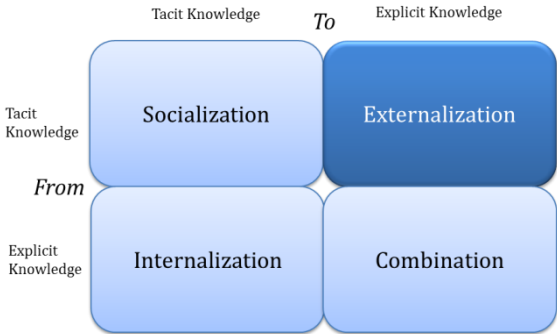 Tacit Knowledge
To
Explicit Knowledge
Tacit
Knowledge
Socialization
Externalization
From
Explicit
Knowledge
Internalization
Combination